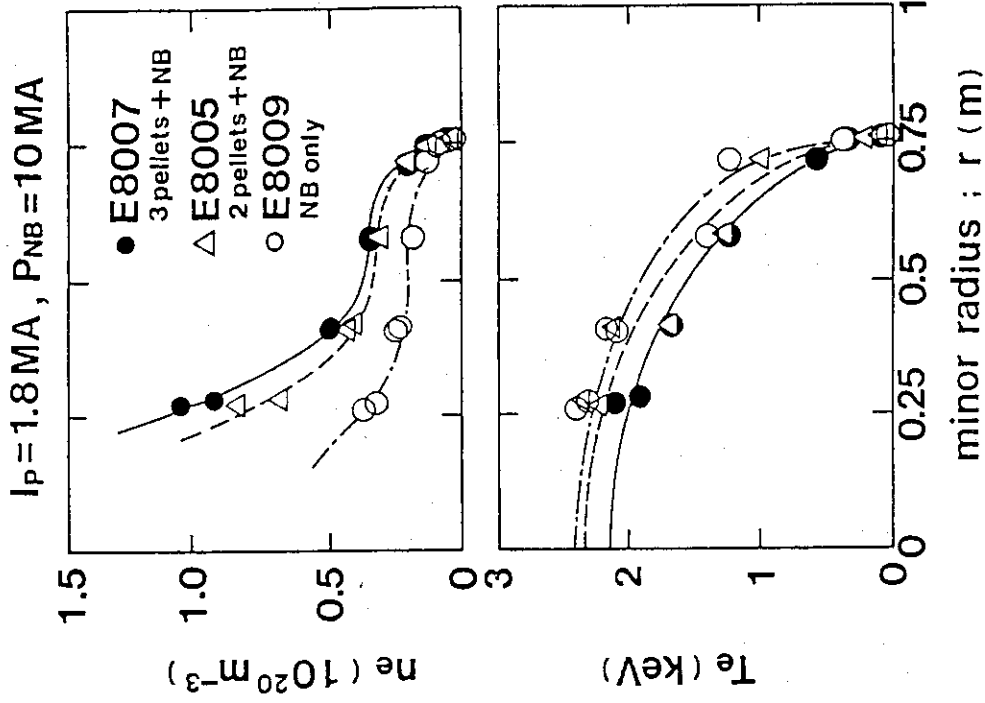 Ip=1.8MA, PNB=10MA
ne (10²⁰m⁻³)
1.5
1.0
0.5
0
● E8007
3 pellets + NB
△ E8005
2 pellets + NB
○ E8009
NB only
Te (keV)
3
2
1
0
0
0.25
0.5
0.75
1
minor radius ; r (m)